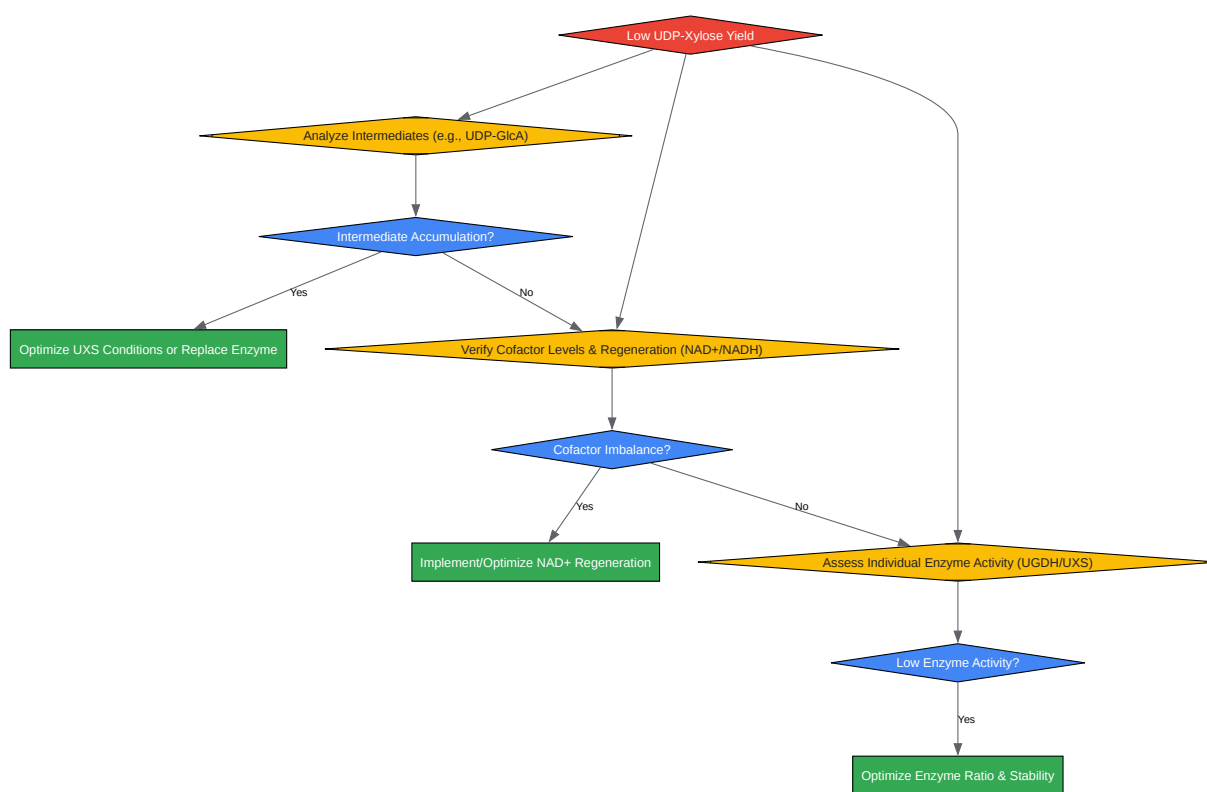 Low UDP-Xylose Yield
Analyze Intermediates (e.g., UDP-GlcA)
Intermediate Accumulation?
Yes
No
Optimize UXS Conditions or Replace Enzyme
Verify Cofactor Levels & Regeneration (NAD+/NADH)
Cofactor Imbalance?
Yes
No
Implement/Optimize NAD+ Regeneration
Assess Individual Enzyme Activity (UGDH/UXS)
Low Enzyme Activity?
Yes
Optimize Enzyme Ratio & Stability